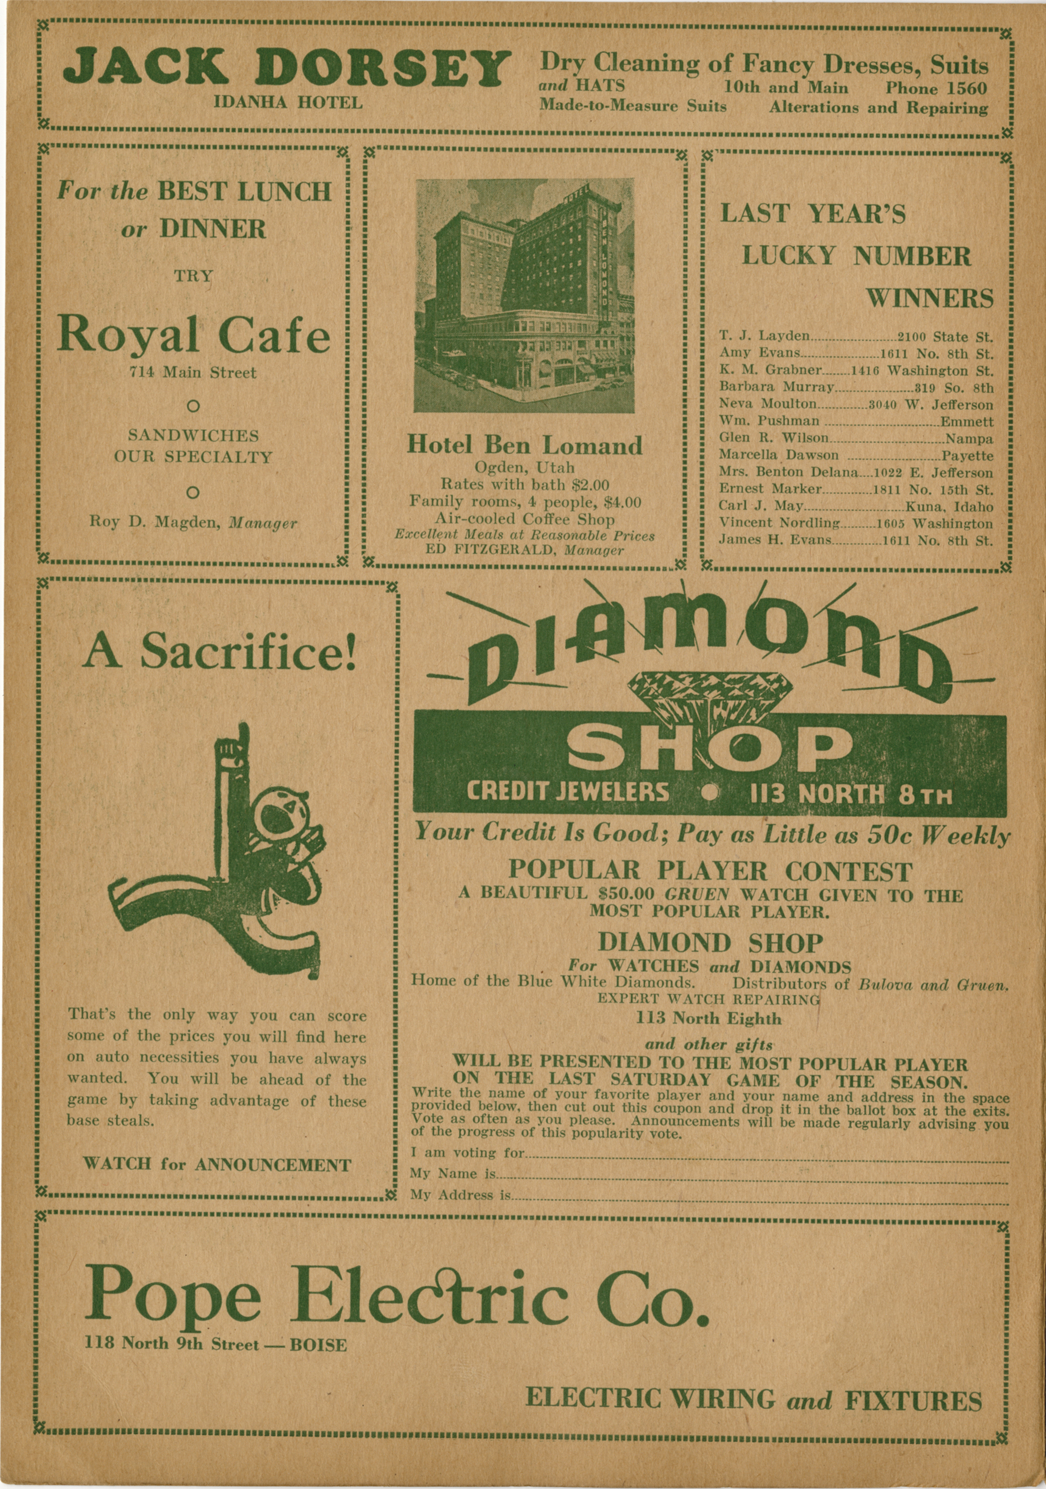 JACK DORSEY
IDANHA HOTEL
Dry Cleaning of Fancy Dresses, Suits
and HATS 10th and Main Phone 1560
Made-to-Measure Suits Alterations and Repairing
For the BEST LUNCH
or DINNER
TRY
Royal Cafe
714 Main Street
SANDWICHES
OUR SPECIALTY
Roy D. Magden, Manager
HOTEL
BEN LOMOND
Hotel Ben Lomand
Ogden, Utah
Rates with bath $2.00
Family rooms, 4 people, $4.00
Air-cooled Coffee Shop
Excellent Meals at Reasonable Prices
ED FITZGERALD, Manager
LAST YEAR'S
LUCKY NUMBER
WINNERS
T. J. Layden....................2100 State St.
Amy Evans..................1611 No. 8th St.
K. M. Grabner.......1416 Washington St.
Barbara Murray....................819 So. 8th
Neva Moulton.............3040 W. Jefferson
Wm. Pushman .............................Emmett
Glen R. Wilson.............................Nampa
Marcella Dawson ........................Payette
Mrs. Benton Delana....1022 E. Jefferson
Ernest Marker............1811 No. 15th St.
Carl J. May..........................Kuna, Idaho
Vincent Nordling.........1605 Washington
James H. Evans.............1611 No. 8th St.
A Sacrifice!
That's the only way you can score
some of the prices you will find here
on auto necessities you have always
wanted. You will be ahead of the
game by taking advantage of these
base steals.
WATCH for ANNOUNCEMENT
DIAMOND
SHOP
CREDIT JEWELERS • 113 NORTH 8TH
Your Credit Is Good; Pay as Little as 50c Weekly
POPULAR PLAYER CONTEST
A BEAUTIFUL $50.00 GRUEN WATCH GIVEN TO THE
MOST POPULAR PLAYER.
DIAMOND SHOP
For WATCHES and DIAMONDS
Home of the Blue White Diamonds. Distributors of Bulova and Gruen.
EXPERT WATCH REPAIRING
113 North Eighth
and other gifts
WILL BE PRESENTED TO THE MOST POPULAR PLAYER
ON THE LAST SATURDAY GAME OF THE SEASON.
Write the name of your favorite player and your name and address in the space
provided below, then cut out this coupon and drop it in the ballot box at the exits.
Vote as often as you please. Announcements will be made regularly advising you
of the progress of this popularity vote.
I am voting for....................
My Name is....................
My Address is....................
Pope Electric Co.
118 North 9th Street — BOISE
ELECTRIC WIRING and FIXTURES